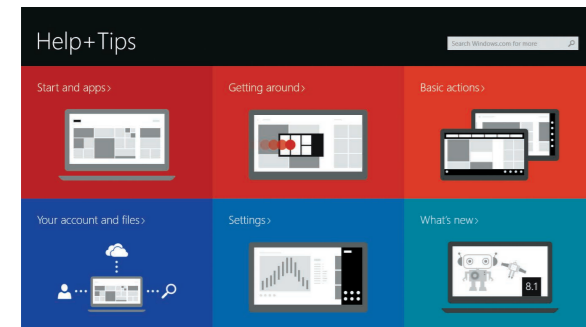 Help+Tips
Search Windows.com for more
Start and apps>
Getting around>
Basic actions>
Your account and files>
Settings>
What's new>
8.1